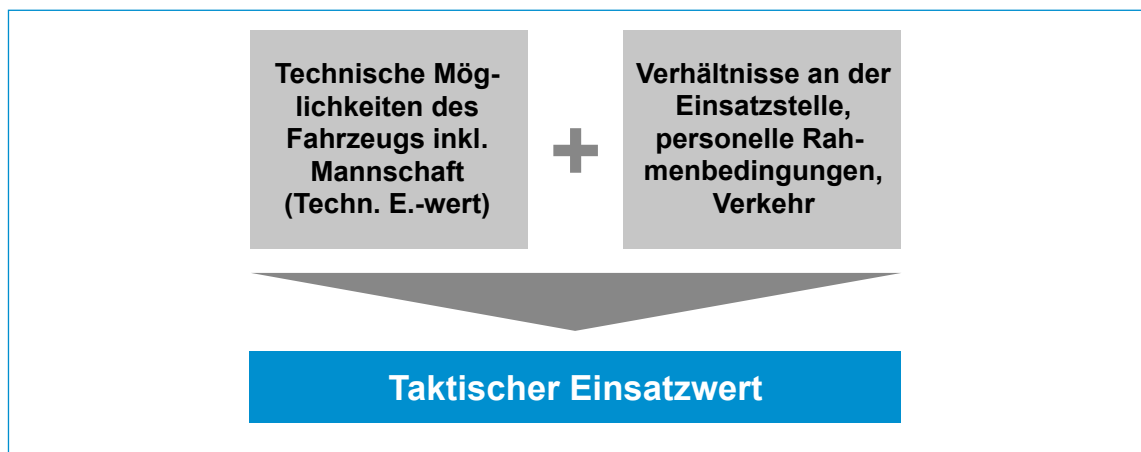 Technische Mög-
lichkeiten des
Fahrzeugs inkl.
Mannschaft
(Techn. E.-wert)
+
Verhältnisse an der
Einsatzstelle,
personelle Rah-
menbedingungen,
Verkehr
Taktischer Einsatzwert